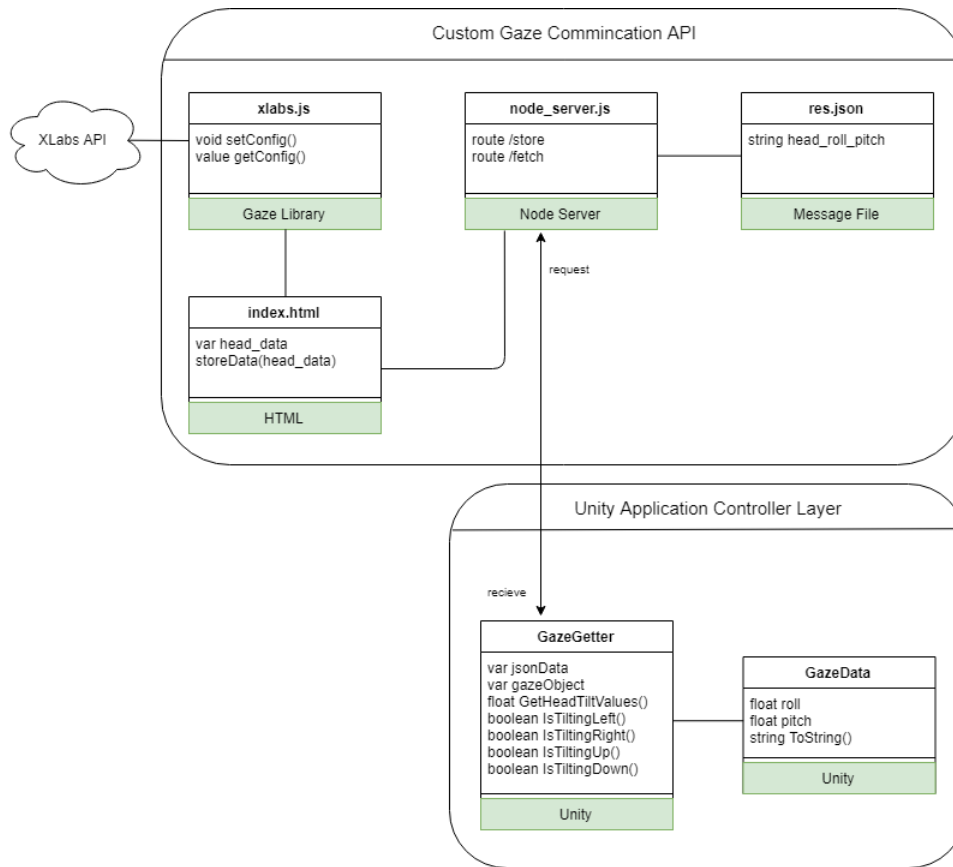 Custom Gaze Commincation API
XLabs API
xlabs.js
void setConfig()
value getConfig()
Gaze Library
node_server.js
route /store
route /fetch
Node Server
res.json
string head_roll_pitch
Message File
index.html
var head_data
storeData(head_data)
HTML
request
Unity Application Controller Layer
recieve
GazeGetter
var jsonData
var gazeObject
float GetHeadTiltValues()
boolean IsTiltingLeft()
boolean IsTiltingRight()
boolean IsTiltingUp()
boolean IsTiltingDown()
Unity
GazeData
float roll
float pitch
string ToString()
Unity